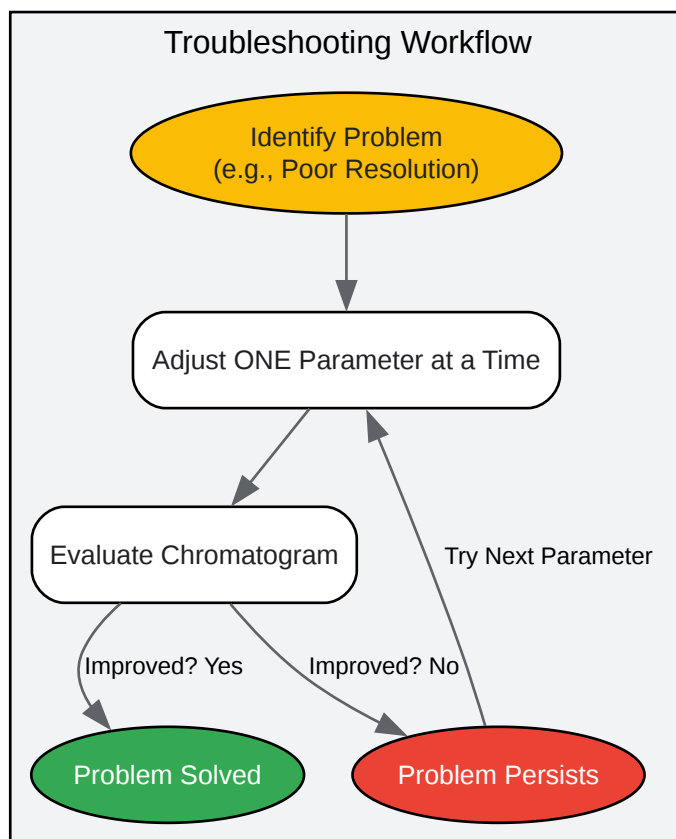 Troubleshooting Workflow
Identify Problem
(e.g., Poor Resolution)
Adjust ONE Parameter at a Time
Evaluate Chromatogram
Try Next Parameter
Improved? Yes
Improved? No
Problem Solved
Problem Persists